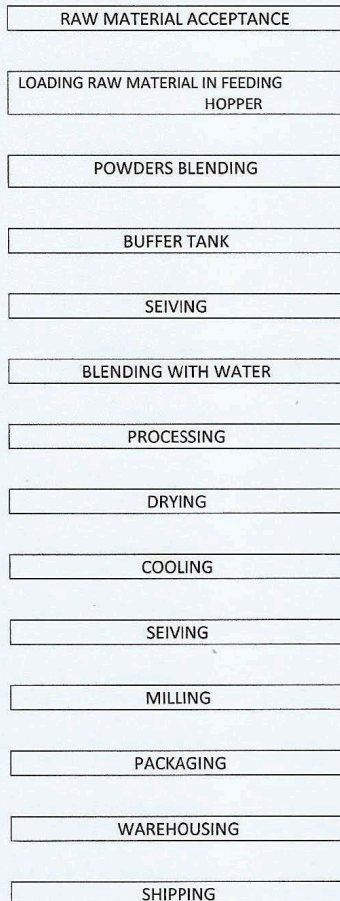 RAW MATERIAL ACCEPTANCE
LOADING RAW MATERIAL IN FEEDING
HOPPER
POWDERS BLENDING
BUFFER TANK
SEIVING
BLENDING WITH WATER
PROCESSING
DRYING
COOLING
SEIVING
MILLING
PACKAGING
WAREHOUSING
SHIPPING